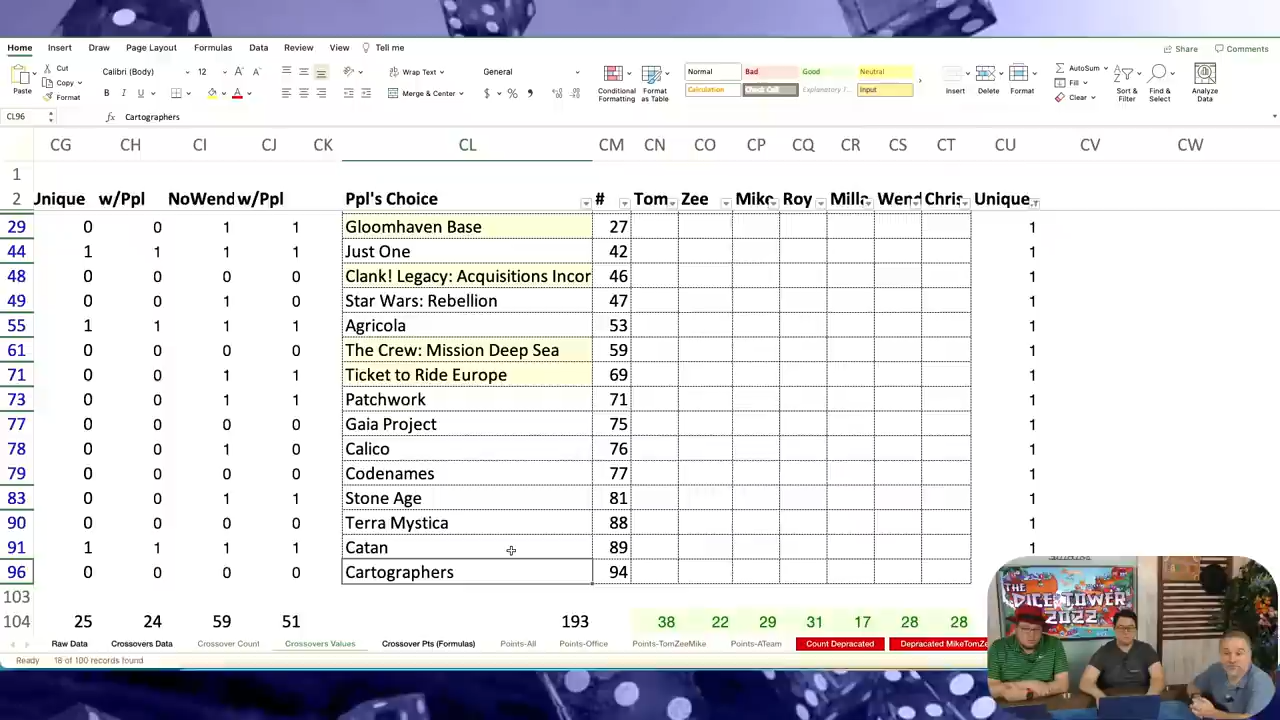 Home Insert Draw Page Layout Formulas Data Review View Tell me Share Comments
Paste Cut Copy Format
Calibri (Body) 12
B I U
Wrap Text
Merge & Center
General
$ %
Conditional Formatting
Format as Table
Normal Bad Good Neutral
Calculation Check Cell Explanatory T... Input
Insert Delete Format
AutoSum
Fill
Clear
Sort & Filter
Find & Select
Analyze Data
CL96 fx Cartographers
CG CH CI CJ CK CL CM CN CO CP CQ CR CS CT CU CV CW
1
2 Unique w/Ppl NoWend w/Ppl Ppl's Choice # Tom Zee Mike Roy Wend Chris Unique
29 0 0 1 1 Gloomhaven Base 27 1
44 1 1 1 1 Just One 42 1
48 0 0 0 0 Clank! Legacy: Acquisitions Incor 46 1
49 0 0 1 0 Star Wars: Rebellion 47 1
55 1 1 1 1 Agricola 53 1
61 0 0 0 0 The Crew: Mission Deep Sea 59 1
71 0 0 1 1 Ticket to Ride Europe 69 1
73 0 0 1 1 Patchwork 71 1
77 0 0 0 0 Gaia Project 75 1
78 0 0 1 0 Calico 76 1
79 0 0 0 0 Codenames 77 1
83 0 0 1 1 Stone Age 81 1
90 0 0 0 0 Terra Mystica 88 1
91 1 1 1 1 Catan 89 1
96 0 0 0 0 Cartographers 94
103
104 25 24 59 51 193 38 22 29 31 17 28 28
Raw Data Crossovers Data Crossover Count Crossovers Values Crossover Pts (Formulas) Points-All Points-Office Points-TomZeeMike Points-ATeam Count Deprecated Deprecated MikeTomZe
Ready 18 of 100 records found
THE
DICE TOWER
2022